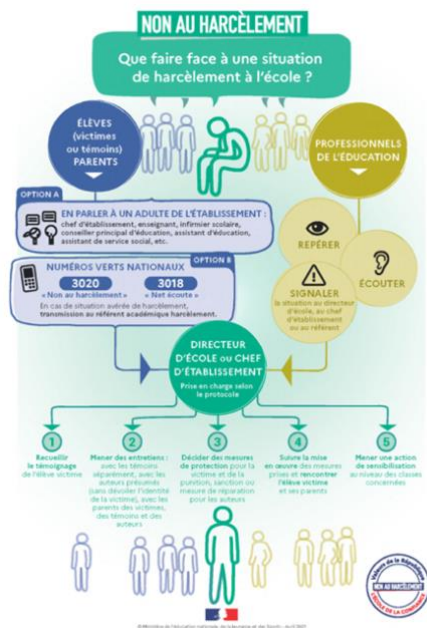 NON AU HARCÈLEMENT
Que faire face à une situation
de harcèlement à l'école ?
ÉLÈVES
(victimes
ou témoins)
PARENTS
PROFESSIONNELS
DE L'ÉDUCATION
OPTION A
EN PARLER À UN ADULTE DE L'ÉTABLISSEMENT :
chef d'établissement, enseignant, infirmier scolaire,
conseiller principal d'éducation, assistant d'éducation,
assistant de service social, etc.
OPTION B
NUMÉROS VERTS NATIONAUX
3020
3018
« Non au harcèlement »
« Net écoute »
En cas de situation avérée de harcèlement,
transmission au référent académique harcèlement.
REPÉRER
ÉCOUTER
SIGNALER
la situation au directeur
d'école, au chef
d'établissement
ou au référent
DIRECTEUR
D'ÉCOLE OU CHEF
D'ÉTABLISSEMENT
Prise en charge selon
le protocole
1
Recueillir
le témoignage
de l'élève victime
2
Mener des entretiens :
avec les témoins
séparément, avec les
auteurs présumés
(sans dévoiler l'identité
de la victime), avec
les parents des victimes,
des témoins et des
auteurs
3
Décider des mesures
de protection pour la
victime et de la
punition, sanction ou
mesure de réparation
pour les auteurs
4
Suivre la mise
en œuvre des mesures
prises et rencontrer
l'élève victime
et ses parents
5
Mener une action
de sensibilisation
au niveau des classes
concernées
Valeurs de la République
NON AU HARCÈLEMENT
L'ÉCOLE DE LA CONFIANCE